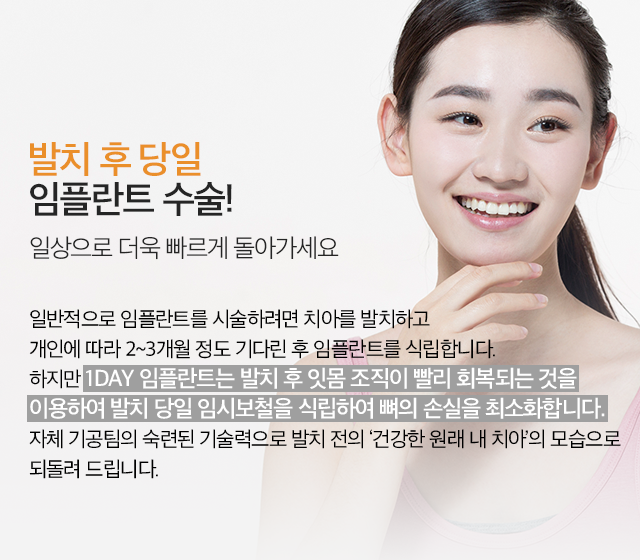 발치 후 당일
임플란트 수술!
일상으로 더욱 빠르게 돌아가세요
일반적으로 임플란트를 시술하려면 치아를 발치하고
개인에 따라 2~3개월 정도 기다린 후 임플란트를 식립합니다.
하지만 1DAY 임플란트는 발치 후 잇몸 조직이 빨리 회복되는 것을
이용하여 발치 당일 임시보철을 식립하여 뼈의 손실을 최소화합니다.
자체 기공팀의 숙련된 기술력으로 발치 전의 ‘건강한 원래 내 치아’의 모습으로
되돌려 드립니다.